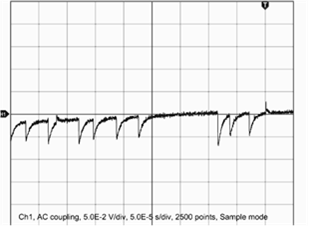 T
Ch1, AC coupling, 5.0E-2 V/div, 5.0E-5 s/div, 2500 points, Sample mode